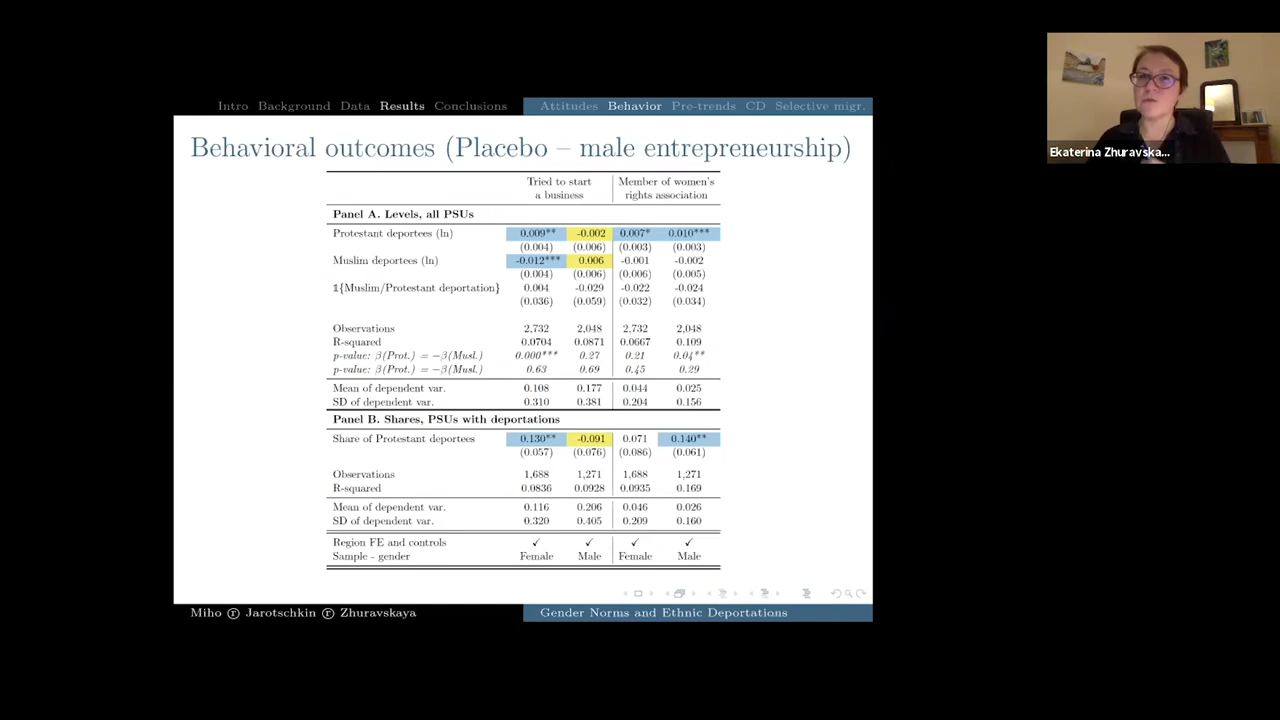 Intro Background Data Results Conclusions Attitudes Behavior Pre-trends CD Selective migr.
Behavioral outcomes (Placebo – male entrepreneurship)
Tried to start Member of women's
a business rights association
Panel A. Levels, all PSUs
Protestant deportees (ln) 0.009** -0.002 0.007* 0.010***
(0.004) (0.006) (0.003) (0.003)
Muslim deportees (ln) -0.012*** 0.006 -0.001 -0.002
(0.004) (0.006) (0.006) (0.005)
𝟙{Muslim/Protestant deportation} 0.004 -0.029 -0.022 -0.024
(0.036) (0.059) (0.032) (0.034)
Observations 2,732 2,048 2,732 2,048
R-squared 0.0704 0.0871 0.0667 0.109
p-value: β(Prot.) = −β(Musl.) 0.000*** 0.27 0.21 0.04**
p-value: β(Prot.) = −β(Musl.) 0.63 0.69 0.45 0.29
Mean of dependent var. 0.108 0.177 0.044 0.025
SD of dependent var. 0.310 0.381 0.204 0.156
Panel B. Shares, PSUs with deportations
Share of Protestant deportees 0.130** -0.091 0.071 0.140**
(0.057) (0.076) (0.086) (0.061)
Observations 1,688 1,271 1,688 1,271
R-squared 0.0836 0.0928 0.0935 0.169
Mean of dependent var. 0.116 0.206 0.046 0.026
SD of dependent var. 0.320 0.405 0.209 0.160
Region FE and controls ✓ ✓ ✓ ✓
Sample - gender Female Male Female Male
Miho ⓡ Jarotschkin ⓡ Zhuravskaya Gender Norms and Ethnic Deportations
Ekaterina Zhuravska...